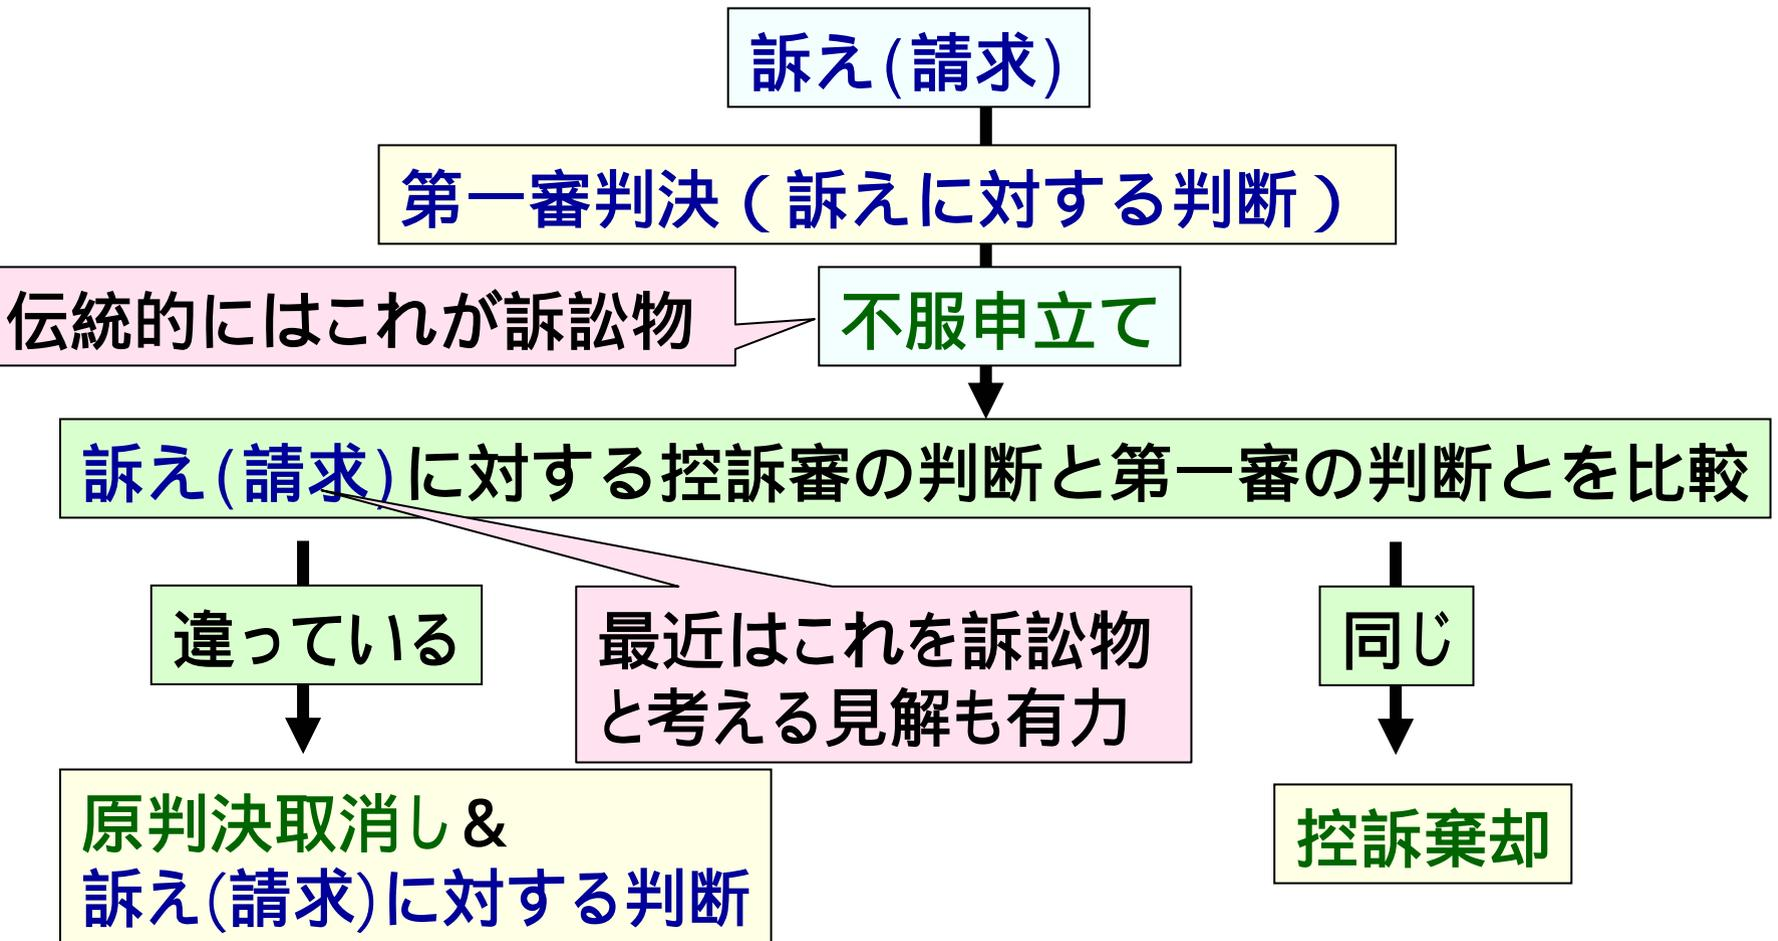 訴え(請求)
第一審判決（訴えに対する判断）
伝統的にはこれが訴訟物
不服申立て
訴え(請求)に対する控訴審の判断と第一審の判断とを比較
違っている
最近はこれを訴訟物
と考える見解も有力
同じ
原判決取消し＆
訴え(請求)に対する判断
控訴棄却